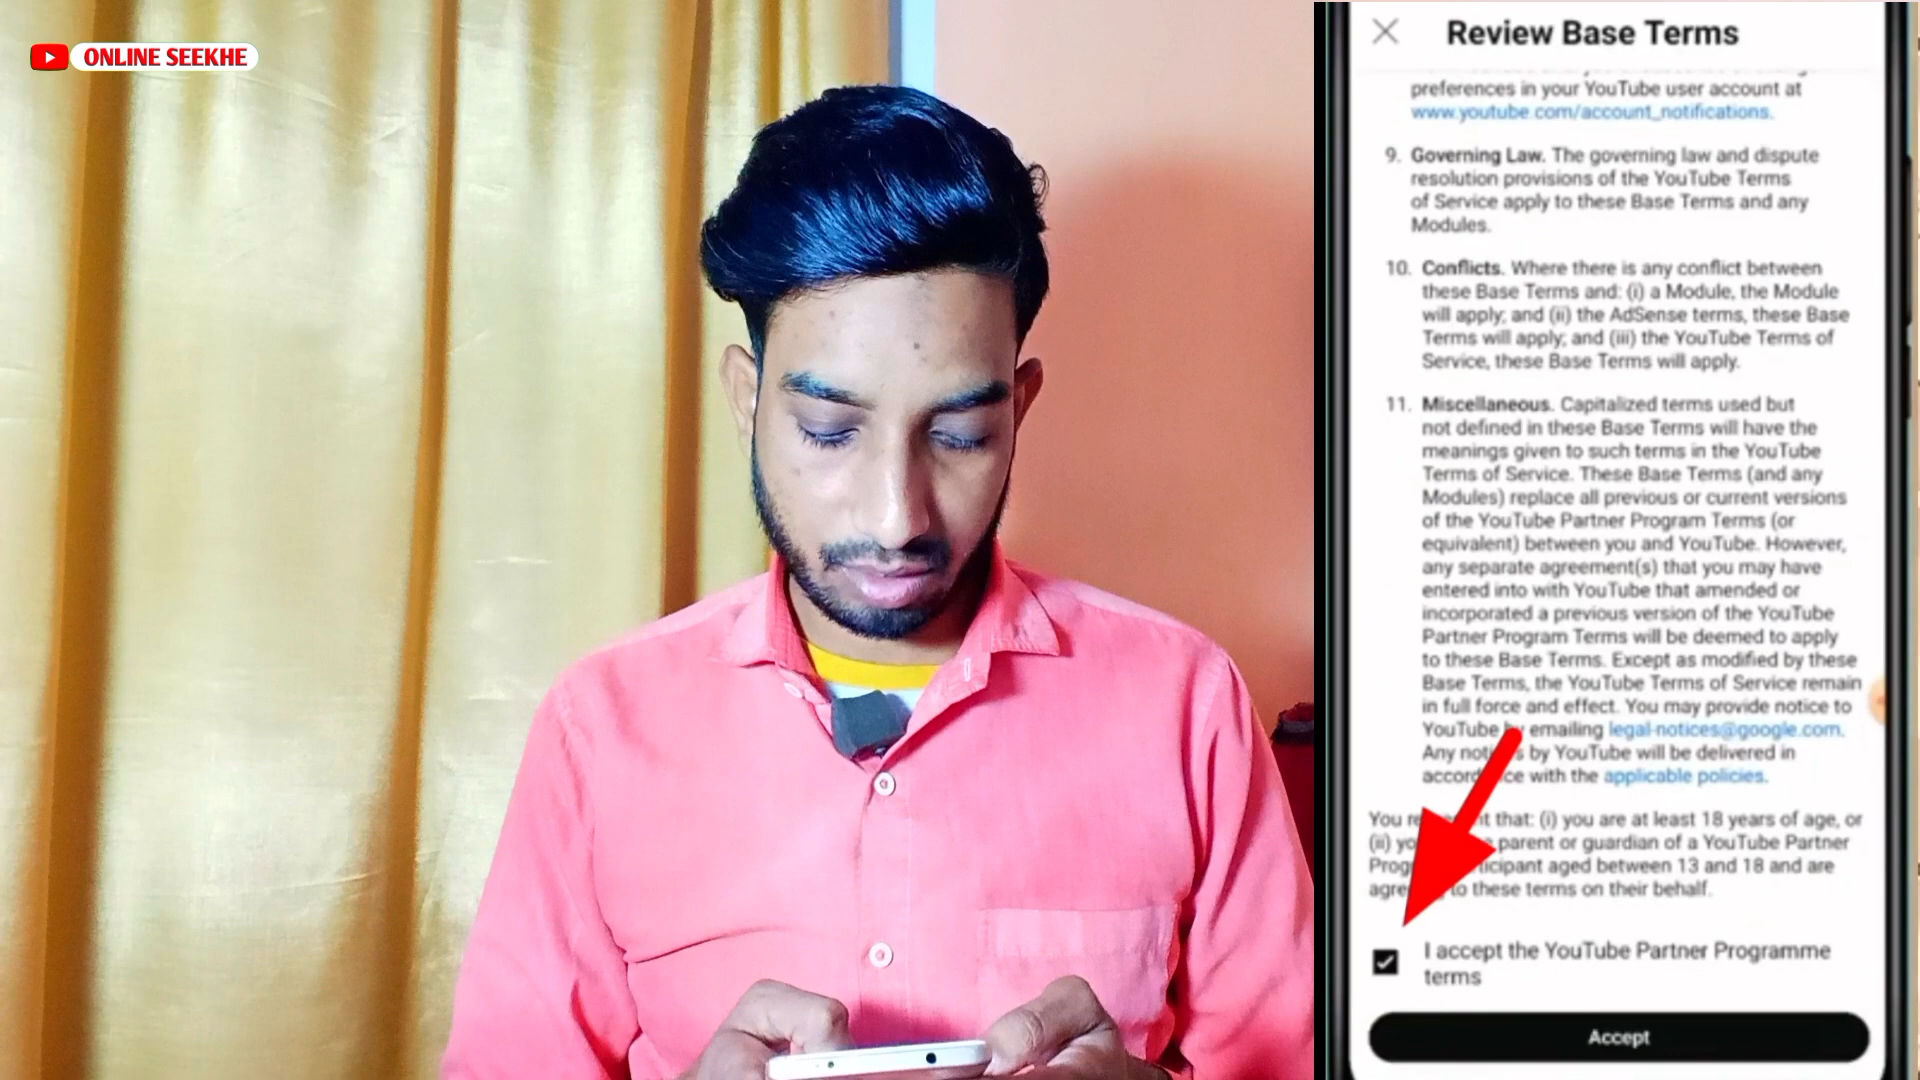 ONLINE SEEKHE
Review Base Terms
preferences in your YouTube user account at
www.youtube.com/account_notifications.
9. Governing Law. The governing law and dispute
resolution provisions of the YouTube Terms
of Service apply to these Base Terms and any
Modules.
10. Conflicts. Where there is any conflict between
these Base Terms and: (i) a Module, the Module
will apply; and (ii) the AdSense terms, these Base
Terms will apply; and (iii) the YouTube Terms of
Service, these Base Terms will apply.
11. Miscellaneous. Capitalized terms used but
not defined in these Base Terms will have the
meanings given to such terms in the YouTube
Terms of Service. These Base Terms (and any
Modules) replace all previous or current versions
of the YouTube Partner Program Terms (or
equivalent) between you and YouTube. However,
any separate agreement(s) that you may have
entered into with YouTube that amended or
incorporated a previous version of the YouTube
Partner Program Terms will be deemed to apply
to these Base Terms. Except as modified by these
Base Terms, the YouTube Terms of Service remain
in full force and effect. You may provide notice to
YouTube by emailing legal-notices@google.com.
Any by YouTube will be delivered in
with the applicable policies.
You that: (i) you are at least 18 years of age, or
(ii) parent or guardian of a YouTube Partner
aged between 13 and 18 and are
to these terms on their behalf.
I accept the YouTube Partner Programme
terms
Accept